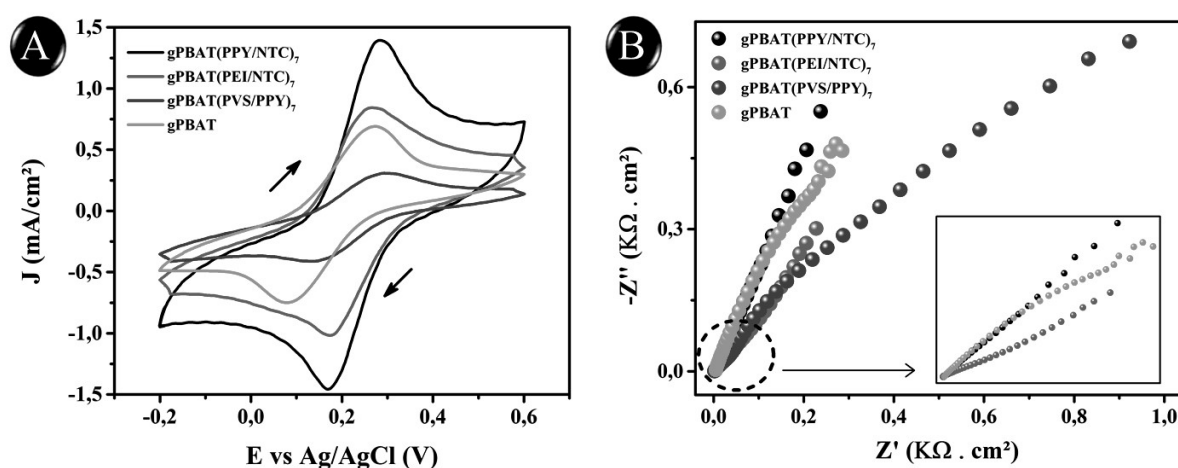 A
1,5
1,0
0,5
0,0
-0,5
-1,0
-1,5
J (mA/cm²)
gPBAT(PPY/NTC)₇
gPBAT(PEI/NTC)₇
gPBAT(PVS/PPY)₇
gPBAT
-0,2 0,0 0,2 0,4 0,6
E vs Ag/AgCl (V)
B
0,6
0,3
0,0
-Z'' (KΩ . cm²)
gPBAT(PPY/NTC)₇
gPBAT(PEI/NTC)₇
gPBAT(PVS/PPY)₇
gPBAT
0,0 0,2 0,4 0,6 0,8 1,0
Z' (KΩ . cm²)